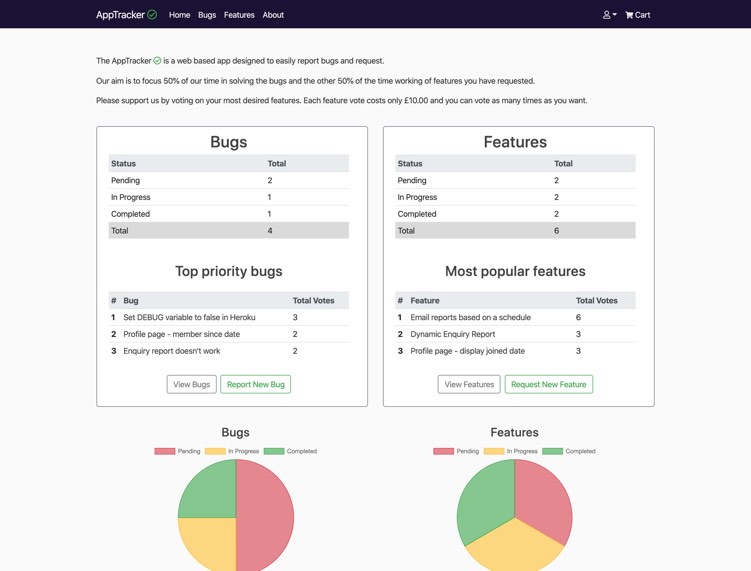 AppTracker Home Bugs Features About Cart
The AppTracker is a web based app designed to easily report bugs and request.
Our aim is to focus 50% of our time in solving the bugs and the other 50% of the time working of features you have requested.
Please support us by voting on your most desired features. Each feature vote costs only £10.00 and you can vote as many times as you want.
Bugs
Status Total
Pending 2
In Progress 1
Completed 1
Total 4
Top priority bugs
# Bug Total Votes
1 Set DEBUG variable to false in Heroku 3
2 Profile page - member since date 2
3 Enquiry report doesn't work 2
View Bugs Report New Bug
Features
Status Total
Pending 2
In Progress 2
Completed 2
Total 6
Most popular features
# Feature Total Votes
1 Email reports based on a schedule 6
2 Dynamic Enquiry Report 3
3 Profile page - display joined date 3
View Features Request New Feature
Bugs
Pending In Progress Completed
Features
Pending In Progress Completed